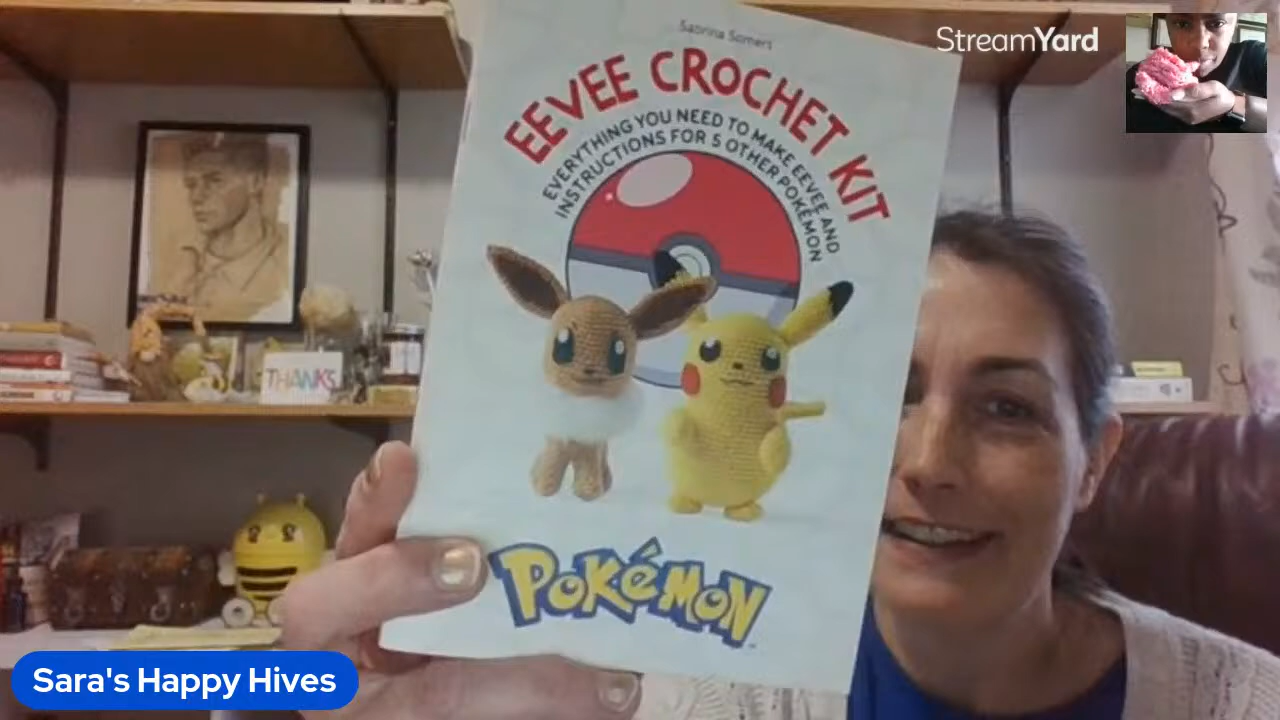 StreamYard
Sabrina Somers
EEVEE CROCHET KIT
EVERYTHING YOU NEED TO MAKE EEVEE AND
INSTRUCTIONS FOR 5 OTHER POKÉMON
THANKS
POKéMON
Sara's Happy Hives